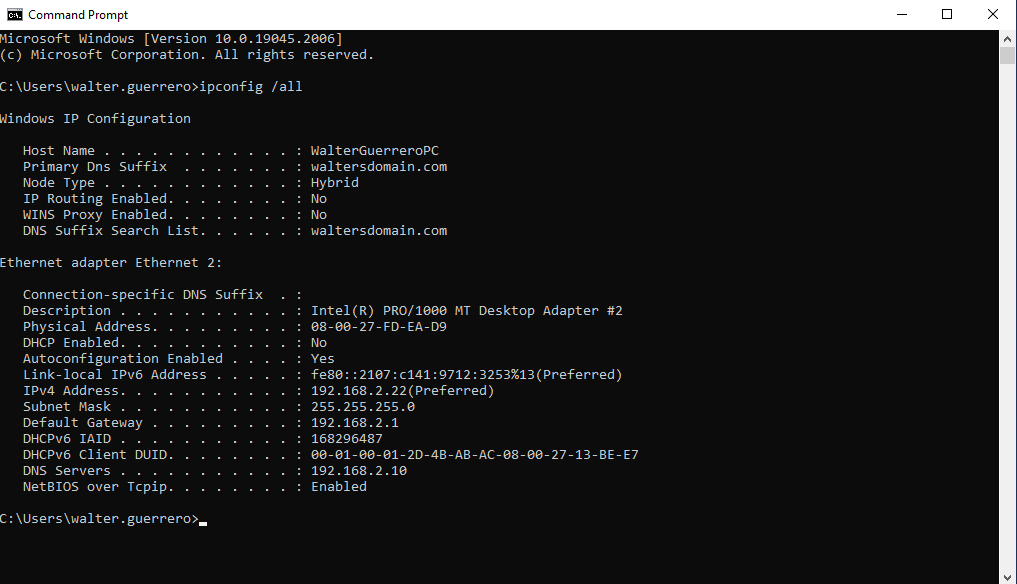 Command Prompt
Microsoft Windows [Version 10.0.19045.2006]
(c) Microsoft Corporation. All rights reserved.
C:\Users\walter.guerrero>ipconfig /all
Windows IP Configuration
Host Name . . . . . . . . . . . . : WalterGuerreroPC
Primary Dns Suffix  . . . . . . . : waltersdomain.com
Node Type . . . . . . . . . . . . : Hybrid
IP Routing Enabled. . . . . . . . : No
WINS Proxy Enabled. . . . . . . . : No
DNS Suffix Search List. . . . . . : waltersdomain.com
Ethernet adapter Ethernet 2:
Connection-specific DNS Suffix  . :
Description . . . . . . . . . . . : Intel(R) PRO/1000 MT Desktop Adapter #2
Physical Address. . . . . . . . . : 08-00-27-FD-EA-D9
DHCP Enabled. . . . . . . . . . . : No
Autoconfiguration Enabled . . . . : Yes
Link-local IPv6 Address . . . . . : fe80::2107:c141:9712:3253%13(Preferred)
IPv4 Address. . . . . . . . . . . : 192.168.2.22(Preferred)
Subnet Mask . . . . . . . . . . . : 255.255.255.0
Default Gateway . . . . . . . . . : 192.168.2.1
DHCPv6 IAID . . . . . . . . . . . : 168296487
DHCPv6 Client DUID. . . . . . . . : 00-01-00-01-2D-4B-AB-AC-08-00-27-13-BE-E7
DNS Servers . . . . . . . . . . . : 192.168.2.10
NetBIOS over Tcpip. . . . . . . . : Enabled
C:\Users\walter.guerrero>